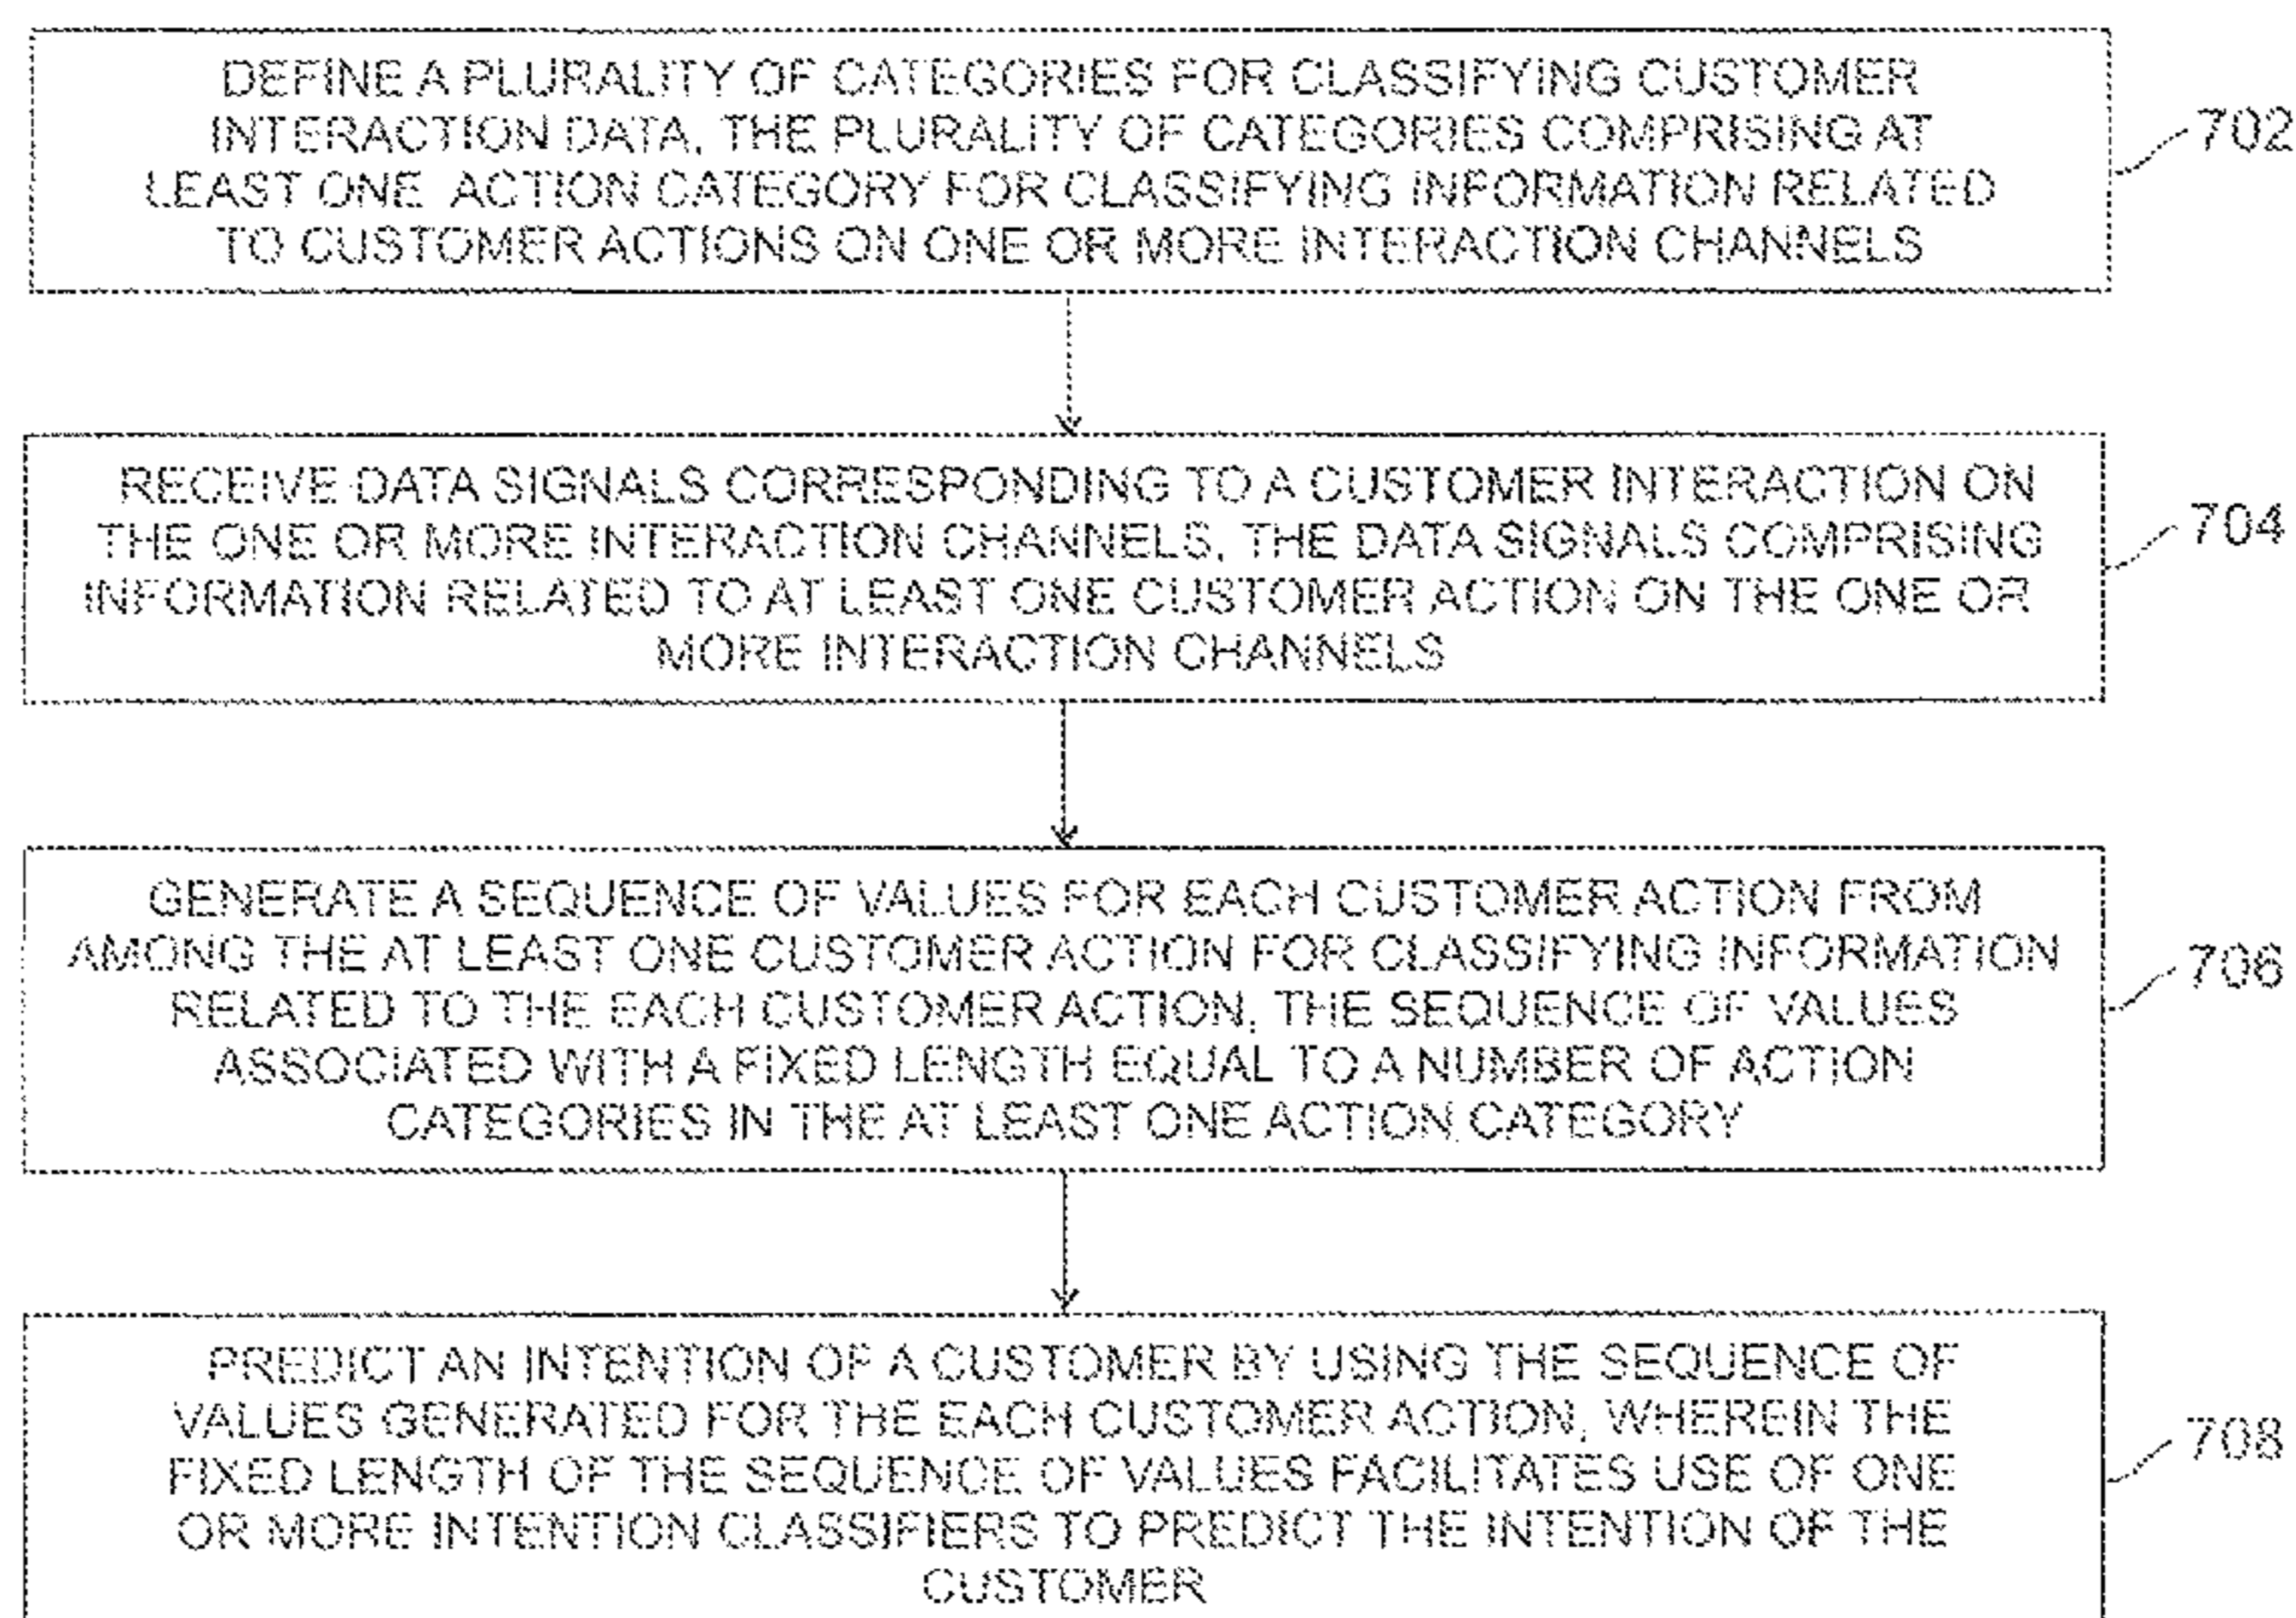 DEFINE A PLURALITY OF CATEGORIES FOR CLASSIFYING CUSTOMER
INTERACTION DATA, THE PLURALITY OF CATEGORIES COMPRISING AT
LEAST ONE ACTION CATEGORY FOR CLASSIFYING INFORMATION RELATED
TO CUSTOMER ACTIONS ON ONE OR MORE INTERACTION CHANNELS
702
RECEIVE DATA SIGNALS CORRESPONDING TO A CUSTOMER INTERACTION ON
THE ONE OR MORE INTERACTION CHANNELS, THE DATA SIGNALS COMPRISING
INFORMATION RELATED TO AT LEAST ONE CUSTOMER ACTION ON THE ONE OR
MORE INTERACTION CHANNELS
704
GENERATE A SEQUENCE OF VALUES FOR EACH CUSTOMER ACTION FROM
AMONG THE AT LEAST ONE CUSTOMER ACTION FOR CLASSIFYING INFORMATION
RELATED TO THE EACH CUSTOMER ACTION, THE SEQUENCE OF VALUES
ASSOCIATED WITH A FIXED LENGTH EQUAL TO A NUMBER OF ACTION
CATEGORIES IN THE AT LEAST ONE ACTION CATEGORY
706
PREDICT AN INTENTION OF A CUSTOMER BY USING THE SEQUENCE OF
VALUES GENERATED FOR THE EACH CUSTOMER ACTION, WHEREIN THE
FIXED LENGTH OF THE SEQUENCE OF VALUES FACILITATES USE OF ONE
OR MORE INTENTION CLASSIFIERS TO PREDICT THE INTENTION OF THE
CUSTOMER
708